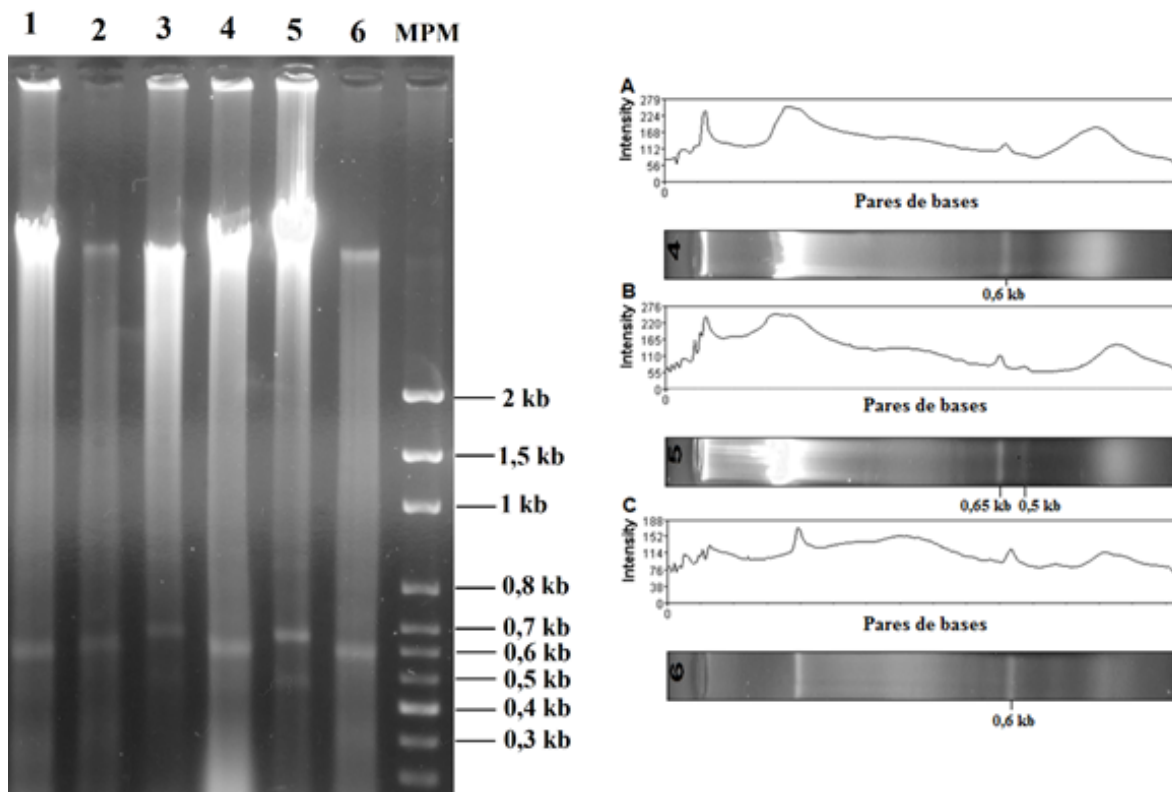 1 2 3 4 5 6 MPM
2 kb
1,5 kb
1 kb
0,8 kb
0,7 kb
0,6 kb
0,5 kb
0,4 kb
0,3 kb
A
Intensity
279
224
168
112
56
0
0
Pares de bases
4
0,6 kb
B
Intensity
276
220
165
110
55
0
0
Pares de bases
5
0,65 kb 0,5 kb
C
Intensity
188
152
114
76
38
0
0
Pares de bases
6
0,6 kb